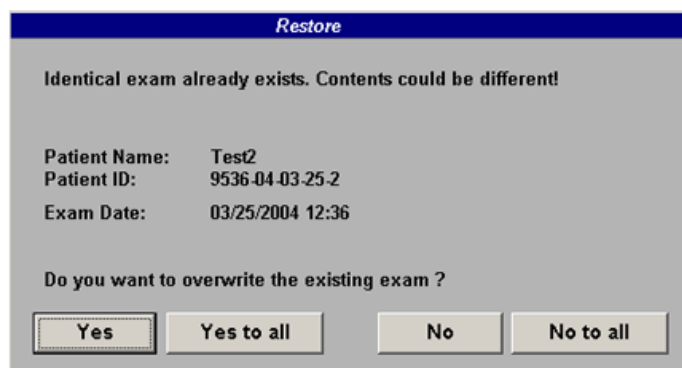 Restore
Identical exam already exists. Contents could be different!
Patient Name: Test2
Patient ID: 9536-04-03-25-2
Exam Date: 03/25/2004 12:36
Do you want to overwrite the existing exam ?
Yes Yes to all No No to all